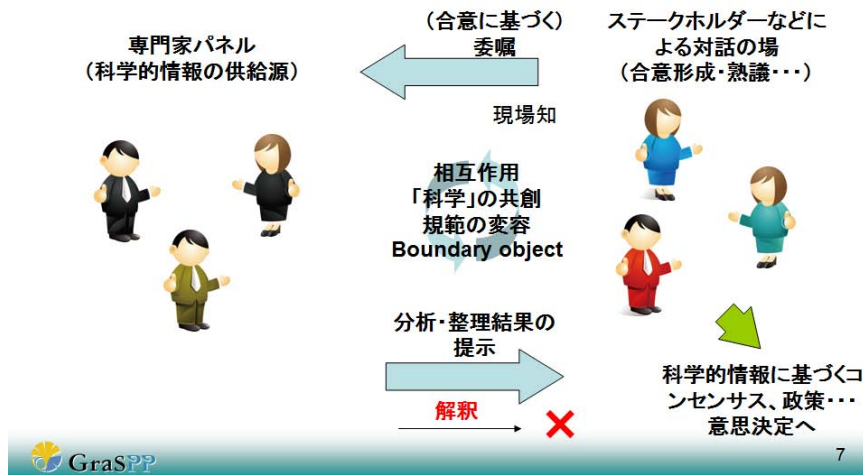 専門家パネル
（科学的情報の供給源）
（合意に基づく）
委嘱
現場知
ステークホルダーなどに
よる対話の場
（合意形成・熟議・・・）
相互作用
「科学」の共創
規範の変容
Boundary object
分析・整理結果の
提示
解釈
科学的情報に基づくコ
ンセンサス、政策・・・
意思決定へ
GraSPP
7